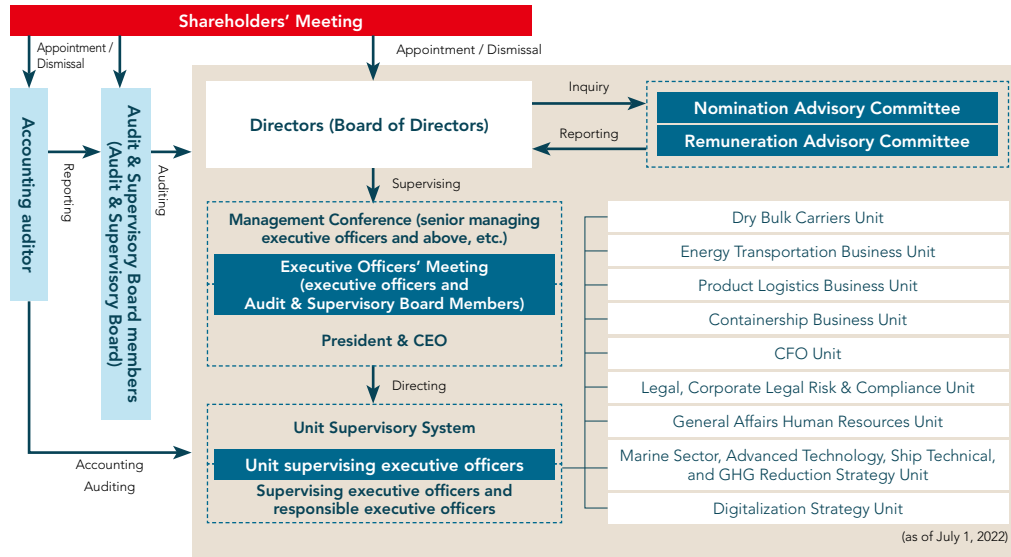 Shareholders’ Meeting
Appointment /
Dismissal
Appointment / Dismissal
Accounting auditor
Reporting
Audit & Supervisory Board members
(Audit & Supervisory Board)
Auditing
Directors (Board of Directors)
Inquiry
Reporting
Nomination Advisory Committee
Remuneration Advisory Committee
Supervising
Management Conference (senior managing
executive officers and above, etc.)
Executive Officers’ Meeting
(executive officers and
Audit & Supervisory Board Members)
President & CEO
Directing
Unit Supervisory System
Unit supervising executive officers
Supervising executive officers and
responsible executive officers
Accounting
Auditing
Dry Bulk Carriers Unit
Energy Transportation Business Unit
Product Logistics Business Unit
Containership Business Unit
CFO Unit
Legal, Corporate Legal Risk & Compliance Unit
General Affairs Human Resources Unit
Marine Sector, Advanced Technology, Ship Technical,
and GHG Reduction Strategy Unit
Digitalization Strategy Unit
(as of July 1, 2022)